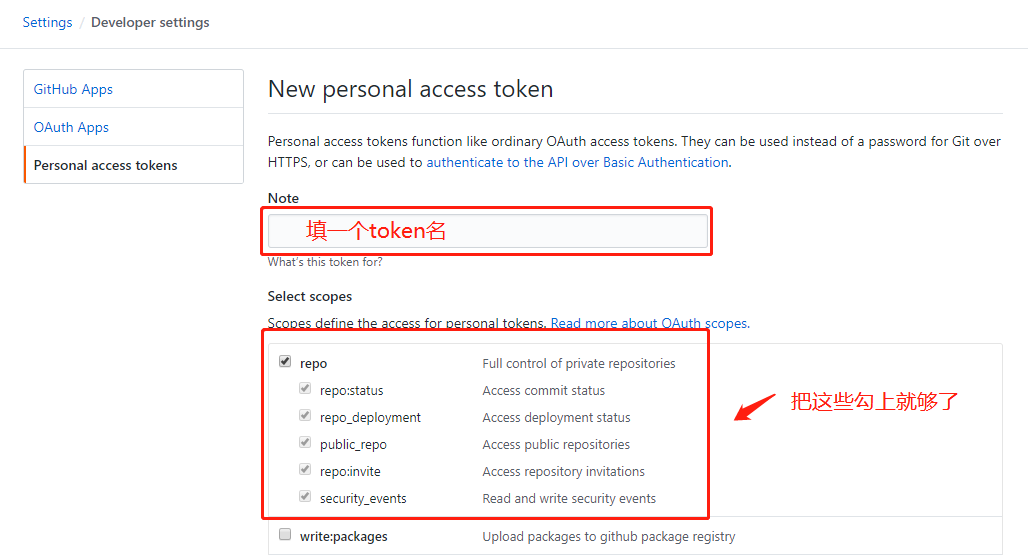 Settings / Developer settings
GitHub Apps
OAuth Apps
Personal access tokens
New personal access token
Personal access tokens function like ordinary OAuth access tokens. They can be used instead of a password for Git over
HTTPS, or can be used to authenticate to the API over Basic Authentication.
Note
填一个token名
What's this token for?
Select scopes
Scopes define the access for personal tokens. Read more about OAuth scopes.
repo Full control of private repositories
repo:status Access commit status
repo_deployment Access deployment status
public_repo Access public repositories
repo:invite Access repository invitations
security_events Read and write security events
把这些勾上就够了
write:packages Upload packages to github package registry